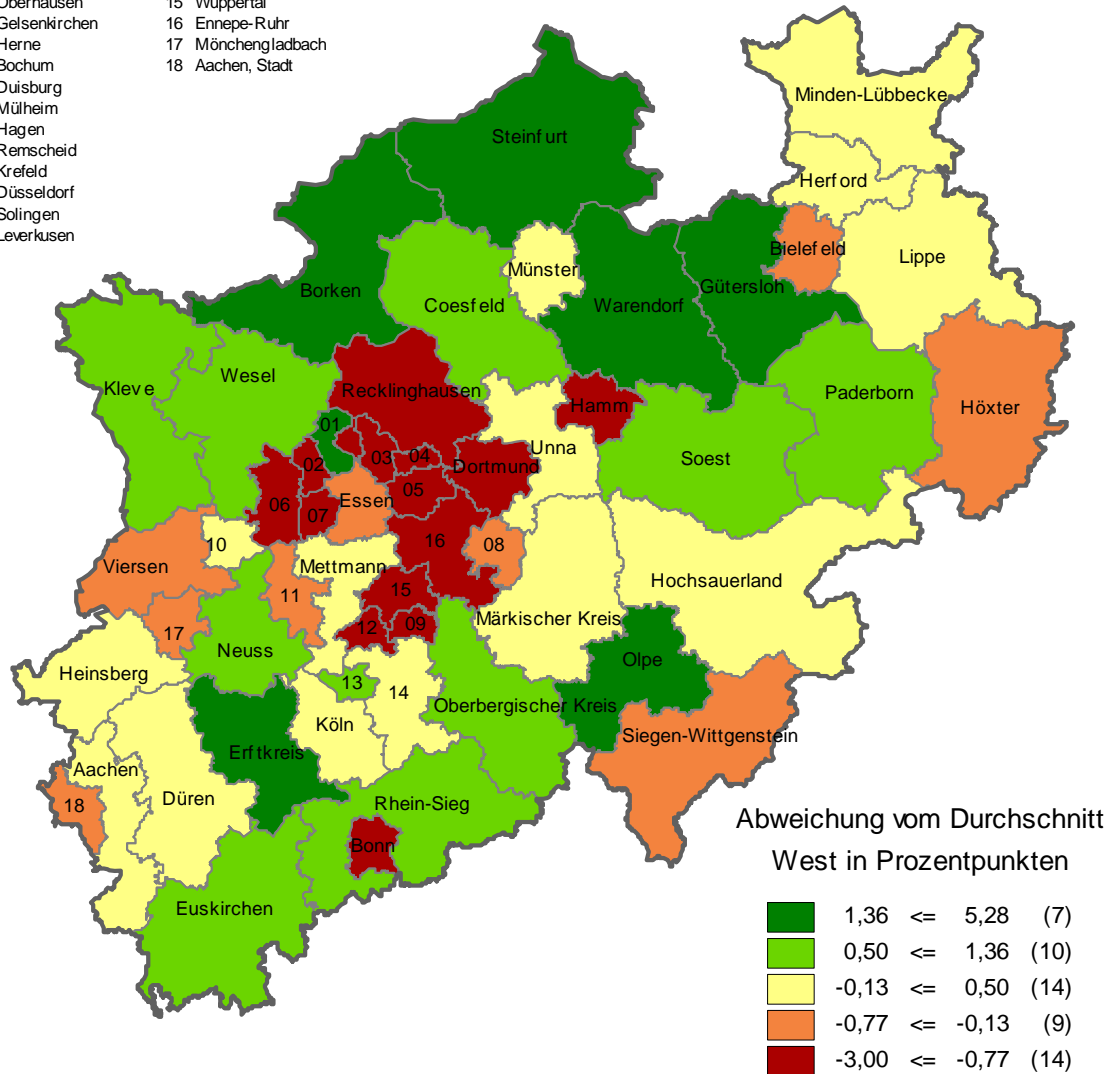 Oberhausen 15 Wuppertal
Gelsenkirchen 16 Ennepe-Ruhr
Herne 17 Mönchengladbach
Bochum 18 Aachen, Stadt
Duisburg
Mülheim
Hagen
Remscheid
Krefeld
Düsseldorf
Solingen
Leverkusen
Minden-Lübbecke
Steinfurt
Herford
Bielefeld
Lippe
Münster
Gütersloh
Borken
Coesfeld
Warendorf
Wesel
Kleve
Recklinghausen
Paderborn
Hamm
Höxter
01
Unna
02
03
04
Dortmund
Soest
05
06
Essen
07
16
08
10
Viersen
Mettmann
Hochsauerland
11
15
Märkischer Kreis
17
12
09
Neuss
Olpe
Heinsberg
13
14
Oberbergischer Kreis
Köln
Siegen-Wittgenstein
Erftkreis
Aachen
Düren
18
Rhein-Sieg
Bonn
Euskirchen
Abweichung vom Durchschnitt
West in Prozentpunkten
1,36 <= 5,28 (7)
0,50 <= 1,36 (10)
-0,13 <= 0,50 (14)
-0,77 <= -0,13 (9)
-3,00 <= -0,77 (14)